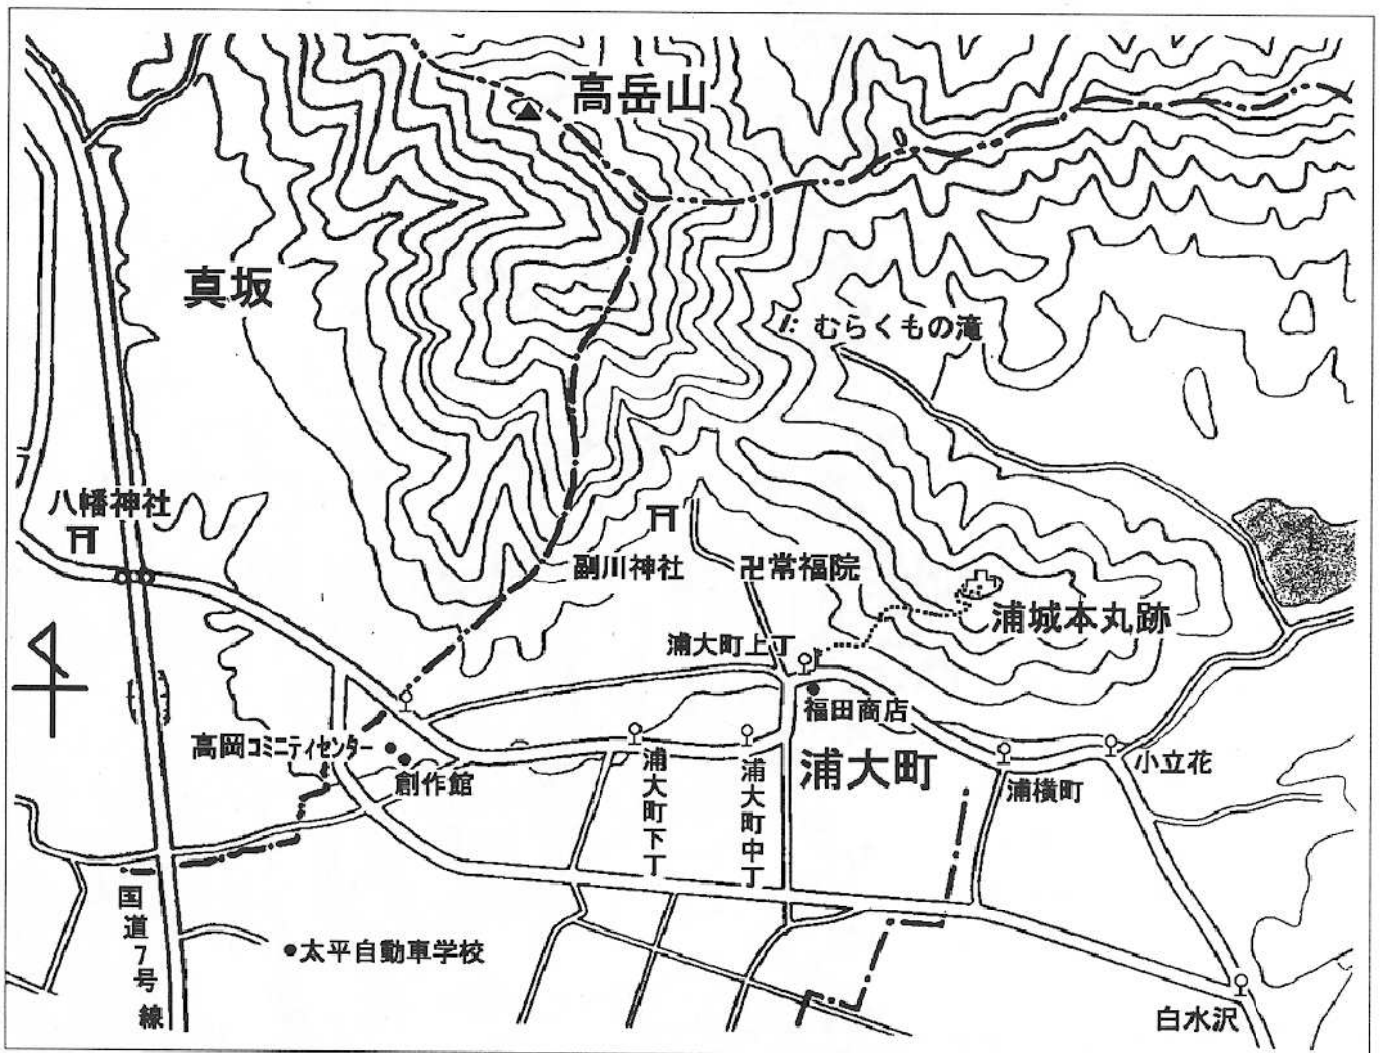 高岳山
真坂
むらくもの滝
八幡神社
副川神社
卍常福院
浦城本丸跡
浦大町上丁
福田商店
高岡コミニティセンター
創作館
浦大町下丁
浦大町中丁
浦大町
浦横町
小立花
国道7号線
太平自動車学校
白水沢
7